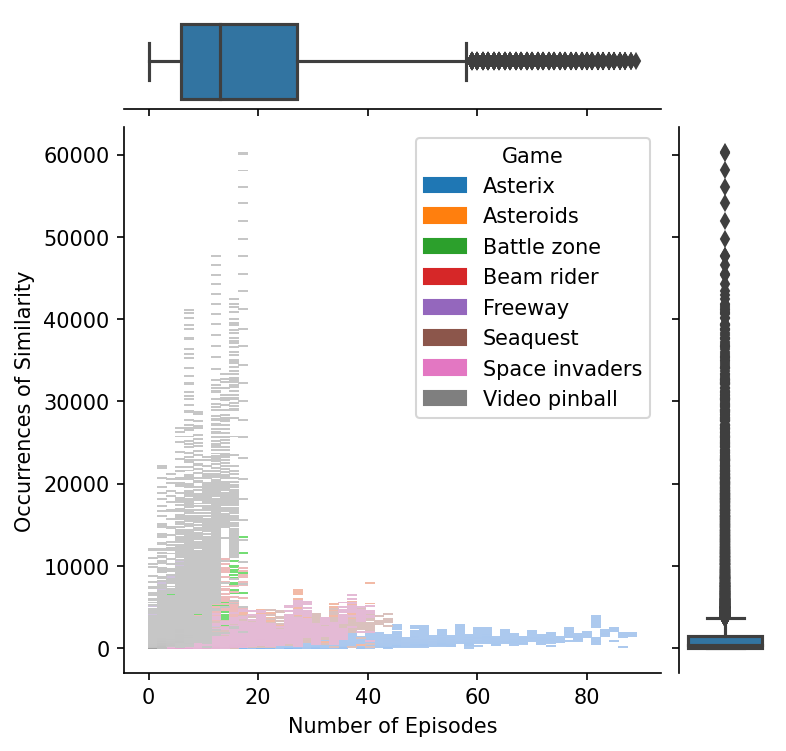 Game
Asterix
Asteroids
Battle zone
Beam rider
Freeway
Seaquest
Space invaders
Video pinball
60000
50000
40000
30000
20000
10000
0
Occurrences of Similarity
0 20 40 60 80
Number of Episodes